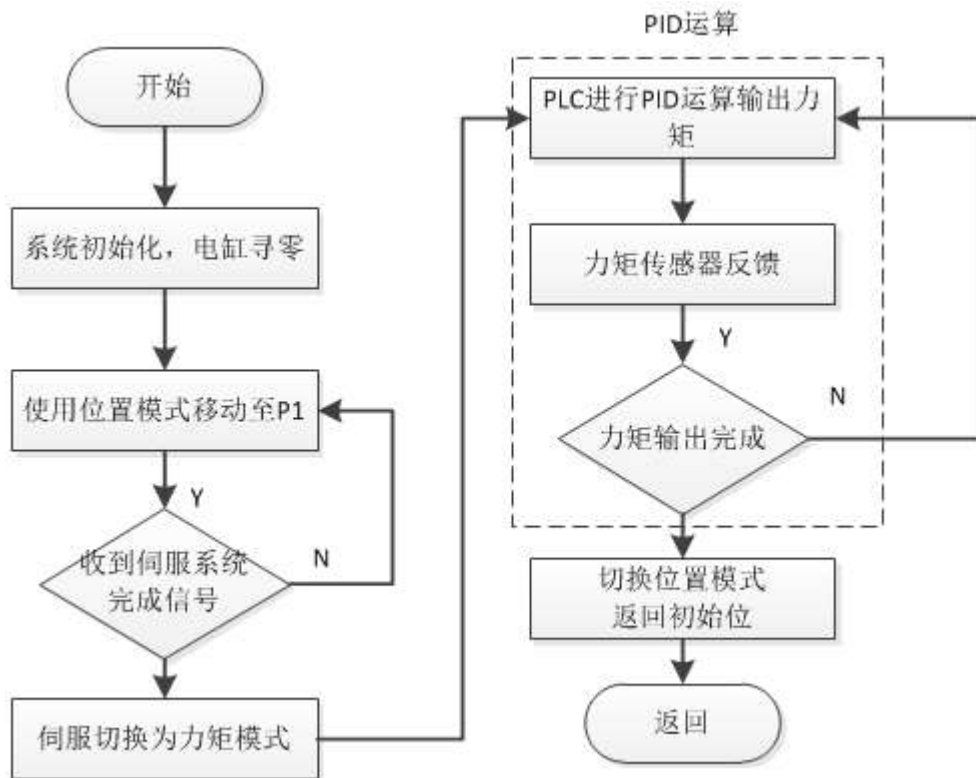 开始
系统初始化，电缸寻零
使用位置模式移动至P1
Y
收到伺服系统
完成信号
N
伺服切换为力矩模式
PID运算
PLC进行PID运算输出力
矩
力矩传感器反馈
Y
力矩输出完成
N
切换位置模式
返回初始位
返回